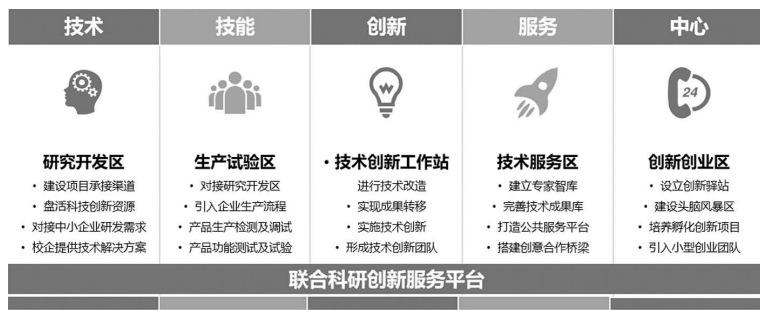 技术
技能
创新
服务
中心
24
研究开发区
• 建设项目承接渠道
• 盘活科技创新资源
• 对接中小企业研发需求
• 校企提供技术解决方案
生产试验区
• 对接研究开发区
• 引入企业生产流程
• 产品生产检测及调试
• 产品功能测试及试验
• 技术创新工作站
进行技术改造
• 实现成果转移
• 实施技术创新
• 形成技术创新团队
技术服务区
• 建立专家智库
• 完善技术成果库
• 打造公共服务平台
• 搭建创意合作桥梁
创新创业区
• 设立创新驿站
• 建设头脑风暴区
• 培养孵化创新项目
• 引入小型创业团队
联合科研创新服务平台